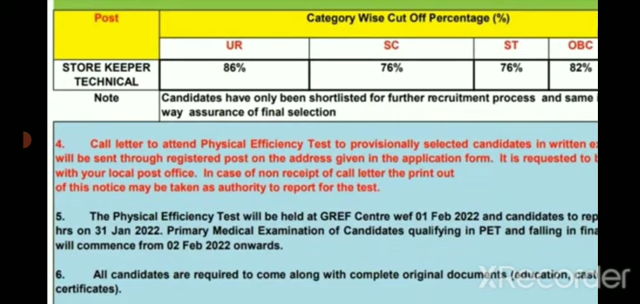 Post
Category Wise Cut Off Percentage (%)
UR SC ST OBC
STORE KEEPER TECHNICAL 86% 76% 76% 82%
Note Candidates have only been shortlisted for further recruitment process and same
way assurance of final selection
4. Call letter to attend Physical Efficiency Test to provisionally selected candidates in written
will be sent through registered post on the address given in the application form. It is requested to
with your local post office. In case of non receipt of call letter the print out
of this notice may be taken as authority to report for the test.
5. The Physical Efficiency Test will be held at GREF Centre wef 01 Feb 2022 and candidates to rep
hrs on 31 Jan 2022. Primary Medical Examination of Candidates qualifying in PET and falling in fina
will commence from 02 Feb 2022 onwards.
6. All candidates are required to come along with complete original documents (education, cast
certificates).
XRecorder